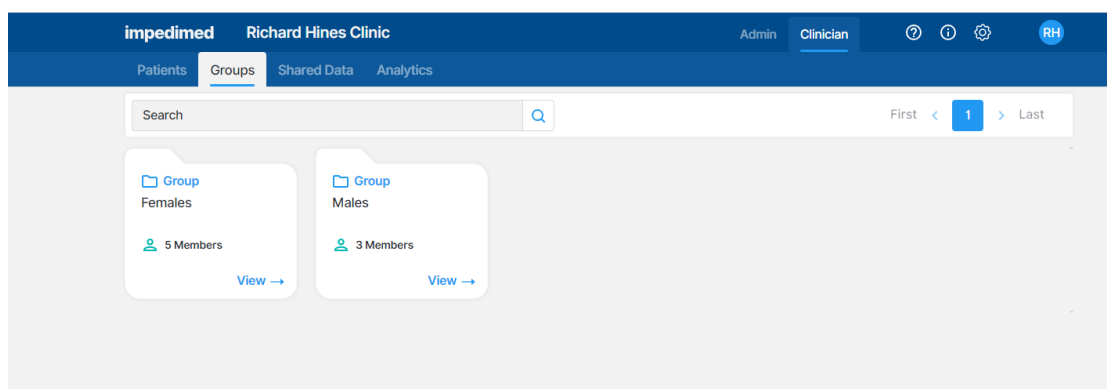 impedimed Richard Hines Clinic Admin Clinician RH
Patients Groups Shared Data Analytics
Search First < 1 > Last
Group
Females
5 Members
View →
Group
Males
3 Members
View →